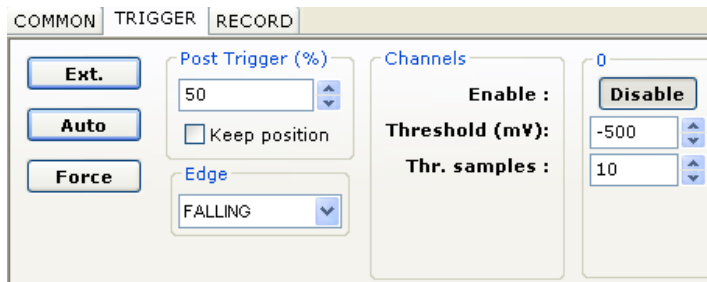 COMMON TRIGGER RECORD
Ext.
Auto
Force
Post Trigger (%)
50
Keep position
Edge
FALLING
Channels
Enable :
Threshold (mV):
Thr. samples :
0
Disable
-500
10